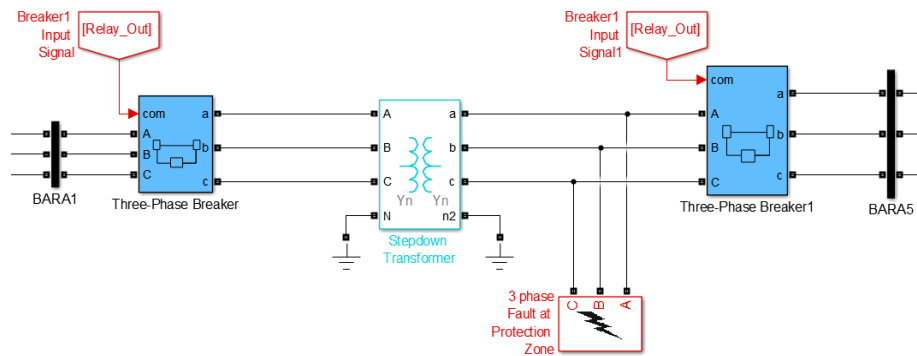 Breaker1
Input
Signal
[Relay_Out]
Breaker1
Input
Signal1
[Relay_Out]
BARA1
com
A
B
C
a
b
c
Three-Phase Breaker
A
B
C
N
a
b
c
n2
Yn Yn
Stepdown
Transformer
com
A
B
C
a
b
c
Three-Phase Breaker1
BARA5
3 phase
Fault at
Protection
Zone
C B A